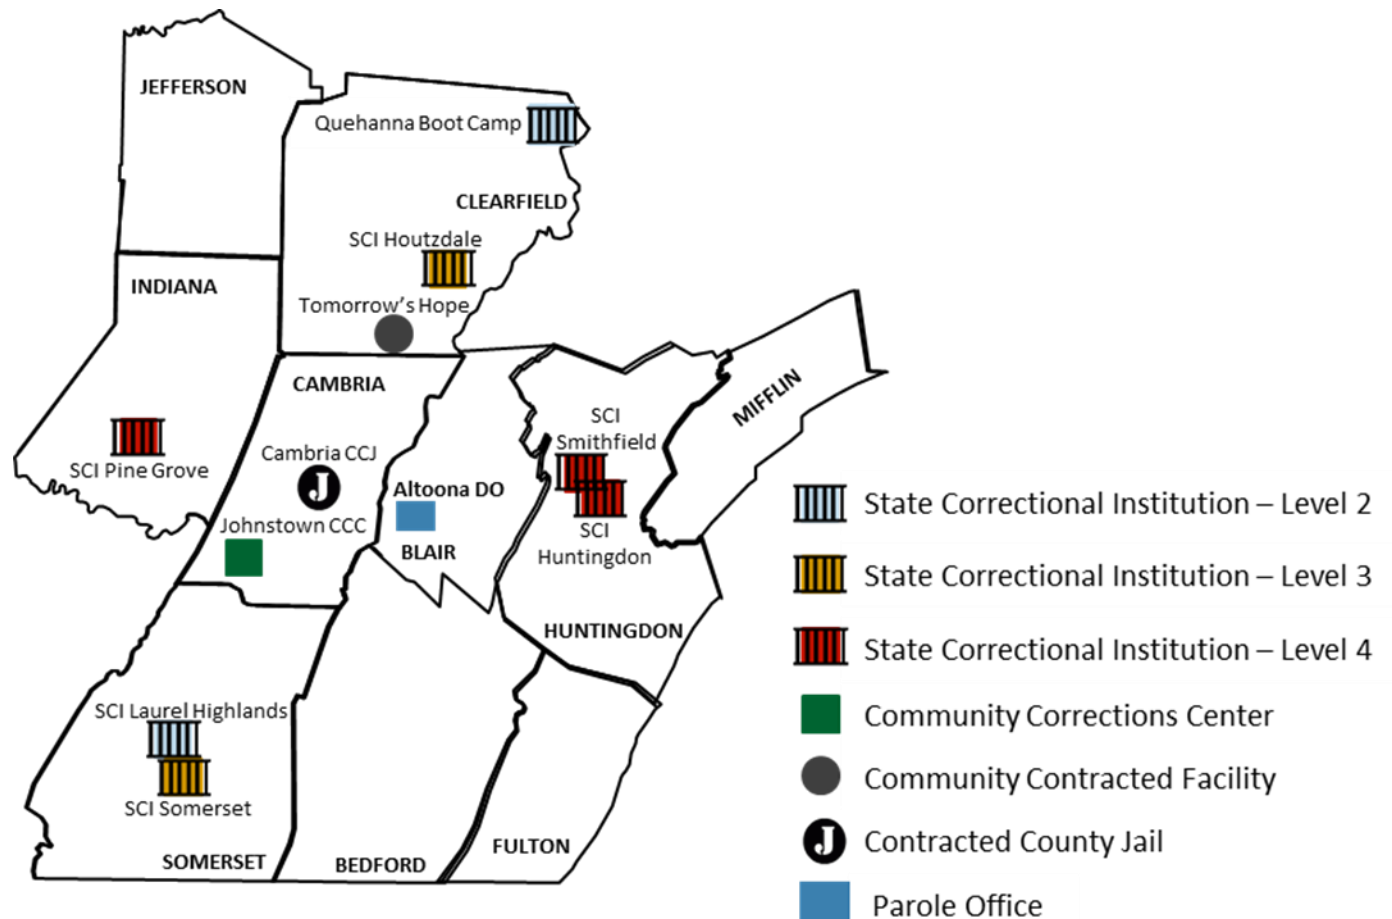 JEFFERSON
Quehanna Boot Camp
CLEARFIELD
SCI Houtzdale
INDIANA
Tomorrow's Hope
CAMBRIA
MIFFLIN
SCI
Smithfield
Cambria CCJ
J
SCI Pine Grove
Altoona DO
Johnstown CCC
SCI
Huntingdon
BLAIR
HUNTINGDON
SCI Laurel Highlands
SCI Somerset
SOMERSET
BEDFORD
FULTON
State Correctional Institution – Level 2
State Correctional Institution – Level 3
State Correctional Institution – Level 4
Community Corrections Center
Community Contracted Facility
J Contracted County Jail
Parole Office